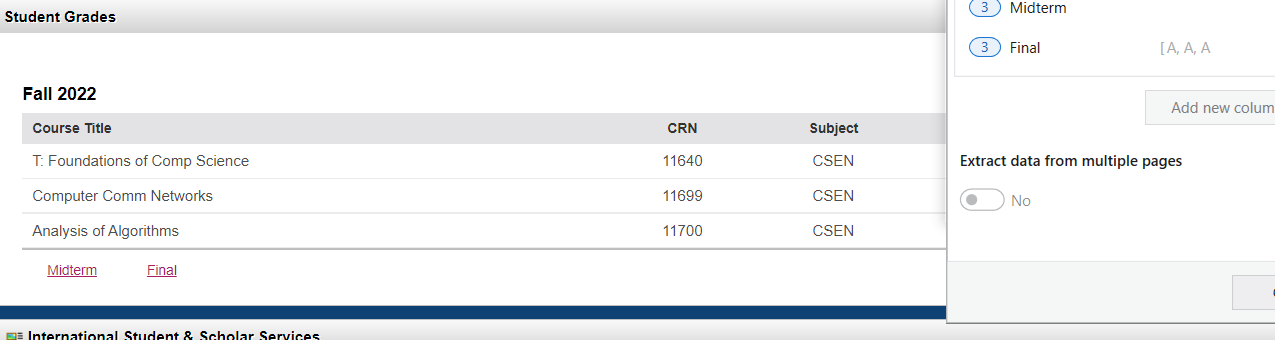 Student Grades
Fall 2022
Course Title CRN Subject
T: Foundations of Comp Science 11640 CSEN
Computer Comm Networks 11699 CSEN
Analysis of Algorithms 11700 CSEN
Midterm Final
International Student & Scholar Services
3 Midterm
3 Final [ A, A, A
Add new colum
Extract data from multiple pages
No